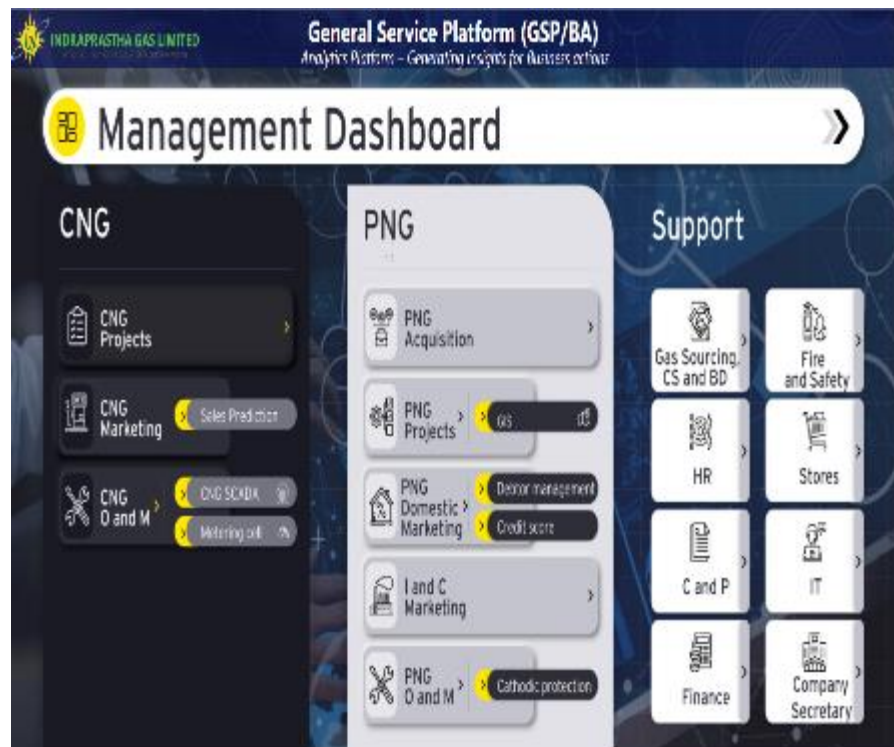 INDRAPRASTHA GAS LIMITED
General Service Platform (GSP/BA)
Analytics Platform – Generating insights for Business actions
Management Dashboard
CNG
CNG
Projects
CNG
Marketing
Sales Prediction
CNG
O and M
CNG SCADA
Metering cell
PNG
PNG
Acquisition
PNG
Projects
GIS
PNG
Domestic
Marketing
Debtor management
Credit score
I and C
Marketing
PNG
O and M
Cathodic protection
Support
Gas Sourcing,
CS and BD
Fire
and Safety
HR
Stores
C and P
IT
Finance
Company
Secretary